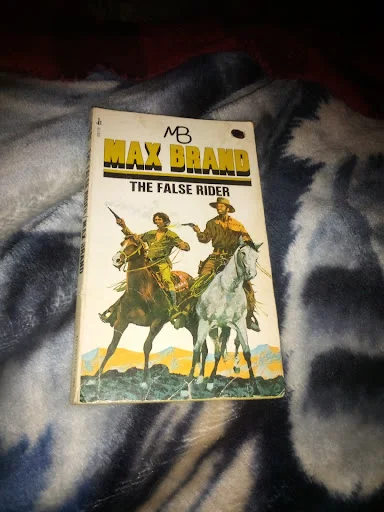 MB
MAX BRAND
THE FALSE RIDER